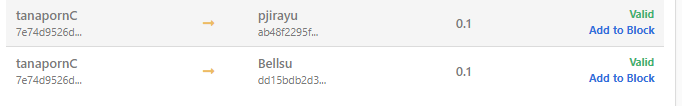 tanapornC → pjirayu 0.1 Valid
7e74d9526d... ab48f2295f... Add to Block
tanapornC → Bellsu 0.1 Valid
7e74d9526d... dd15bdb2d3... Add to Block